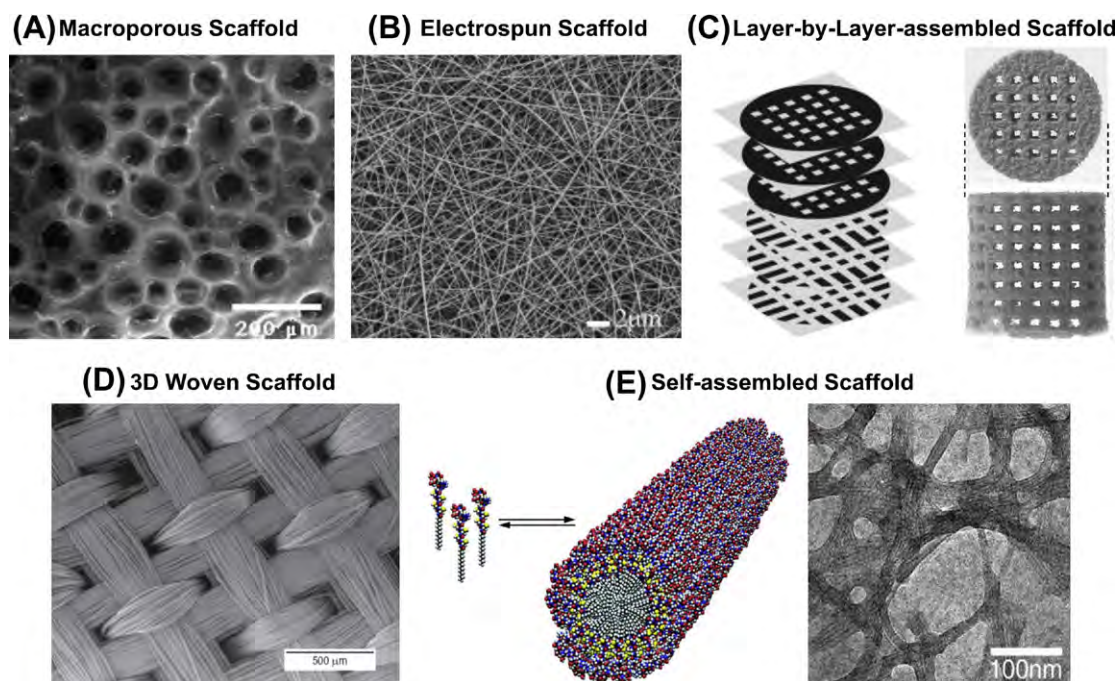 (A) Macroporous Scaffold
(B) Electrospun Scaffold
(C) Layer-by-Layer-assembled Scaffold
200 μm
2μm
(D) 3D Woven Scaffold
(E) Self-assembled Scaffold
500 μm
100nm